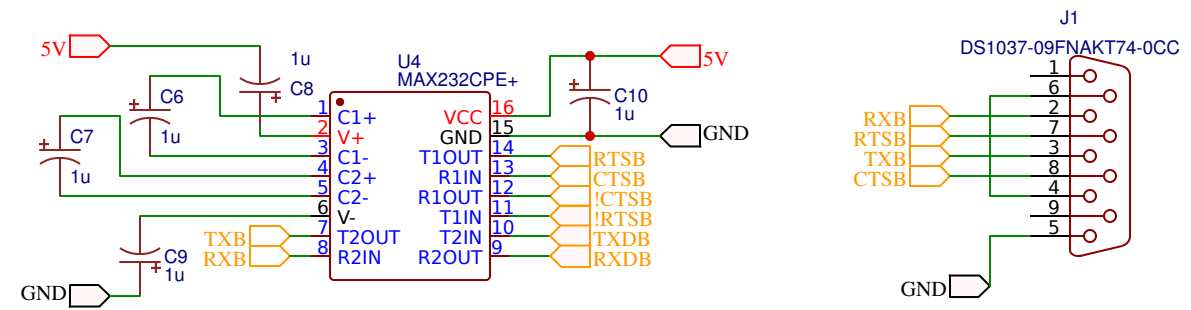 5V
1u
C8
C6
1u
C7
1u
U4
MAX232CPE+
1 C1+
2 V+
3 C1-
4 C2+
5 C2-
6 V-
7 T2OUT
8 R2IN
VCC 16
GND 15
T1OUT 14
R1IN 13
R1OUT 12
T1IN 11
T2IN 10
R2OUT 9
TXB
RXB
C9
1u
GND
5V
C10
1u
GND
RTSB
CTSB
!CTSB
!RTSB
TXDB
RXDB
J1
DS1037-09FNAKT74-0CC
1
6
RXB 2
RTSB 7
TXB 3
CTSB 8
4
9
5
GND